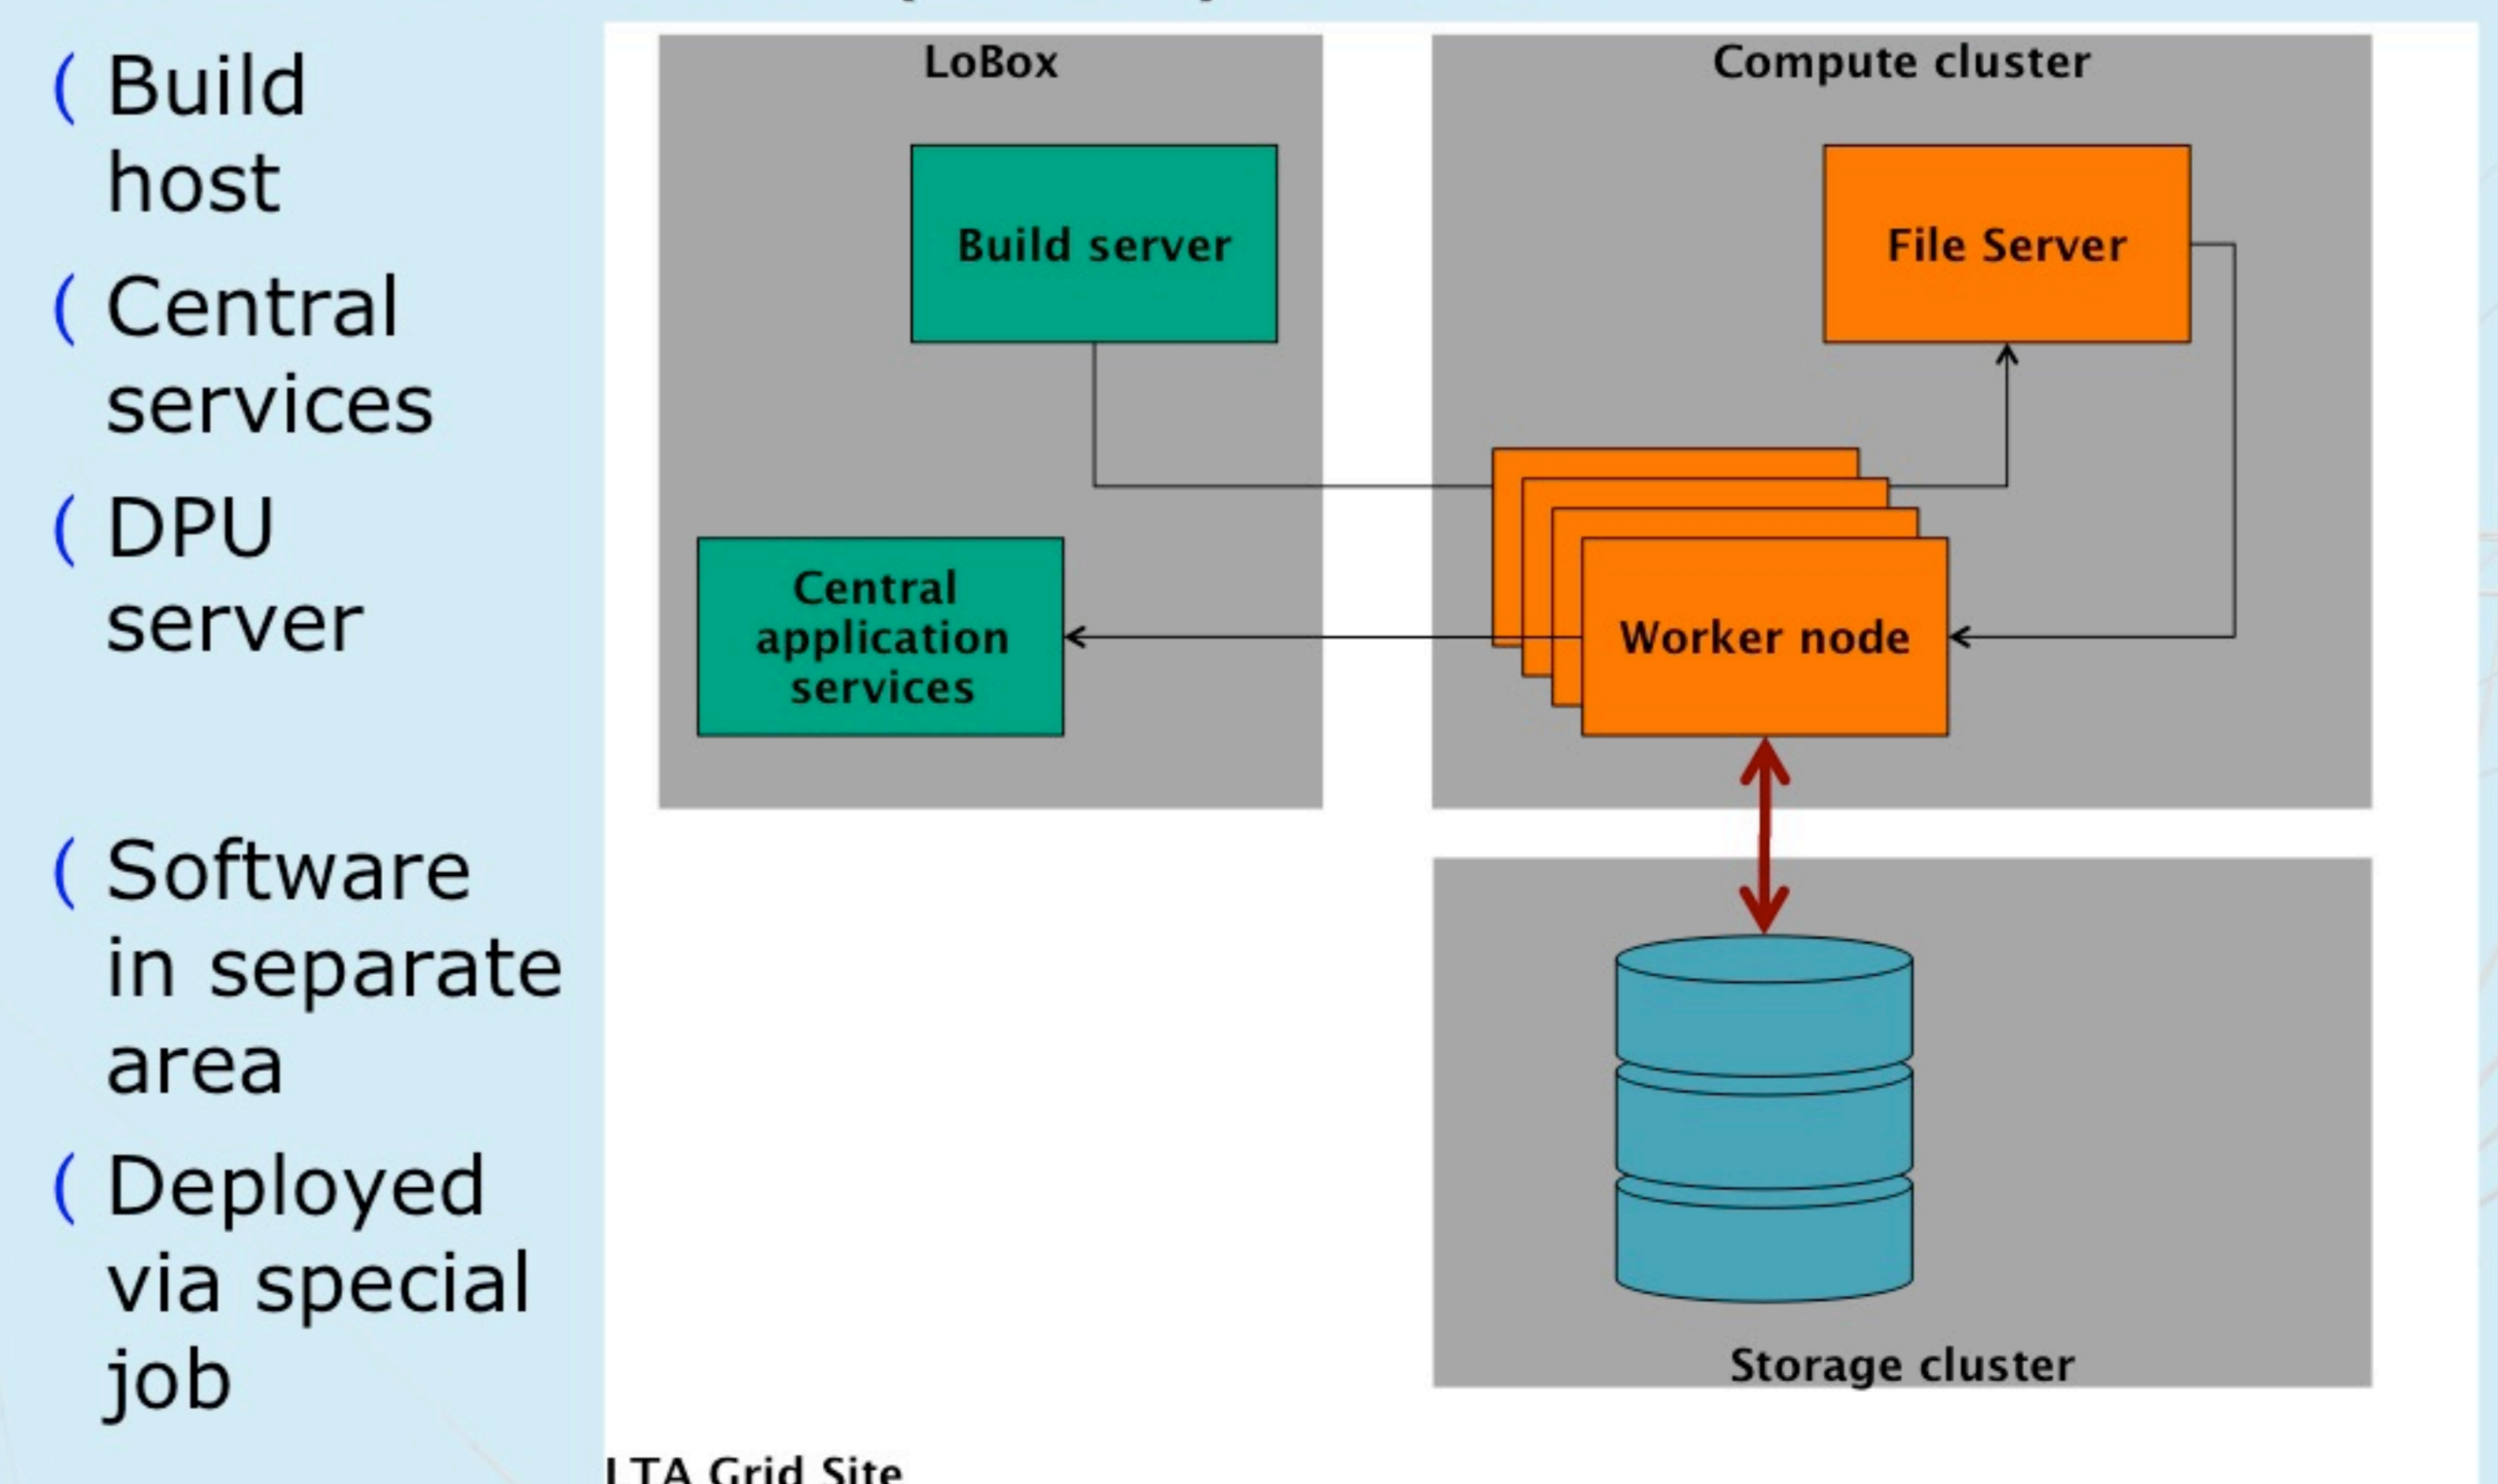 Build
host
Central
services
DPU
server
Software
in separate
area
Deployed
via special
job
LoBox
Compute cluster
Build server
File Server
Central
application
services
Worker node
Storage cluster
LTA Grid Site